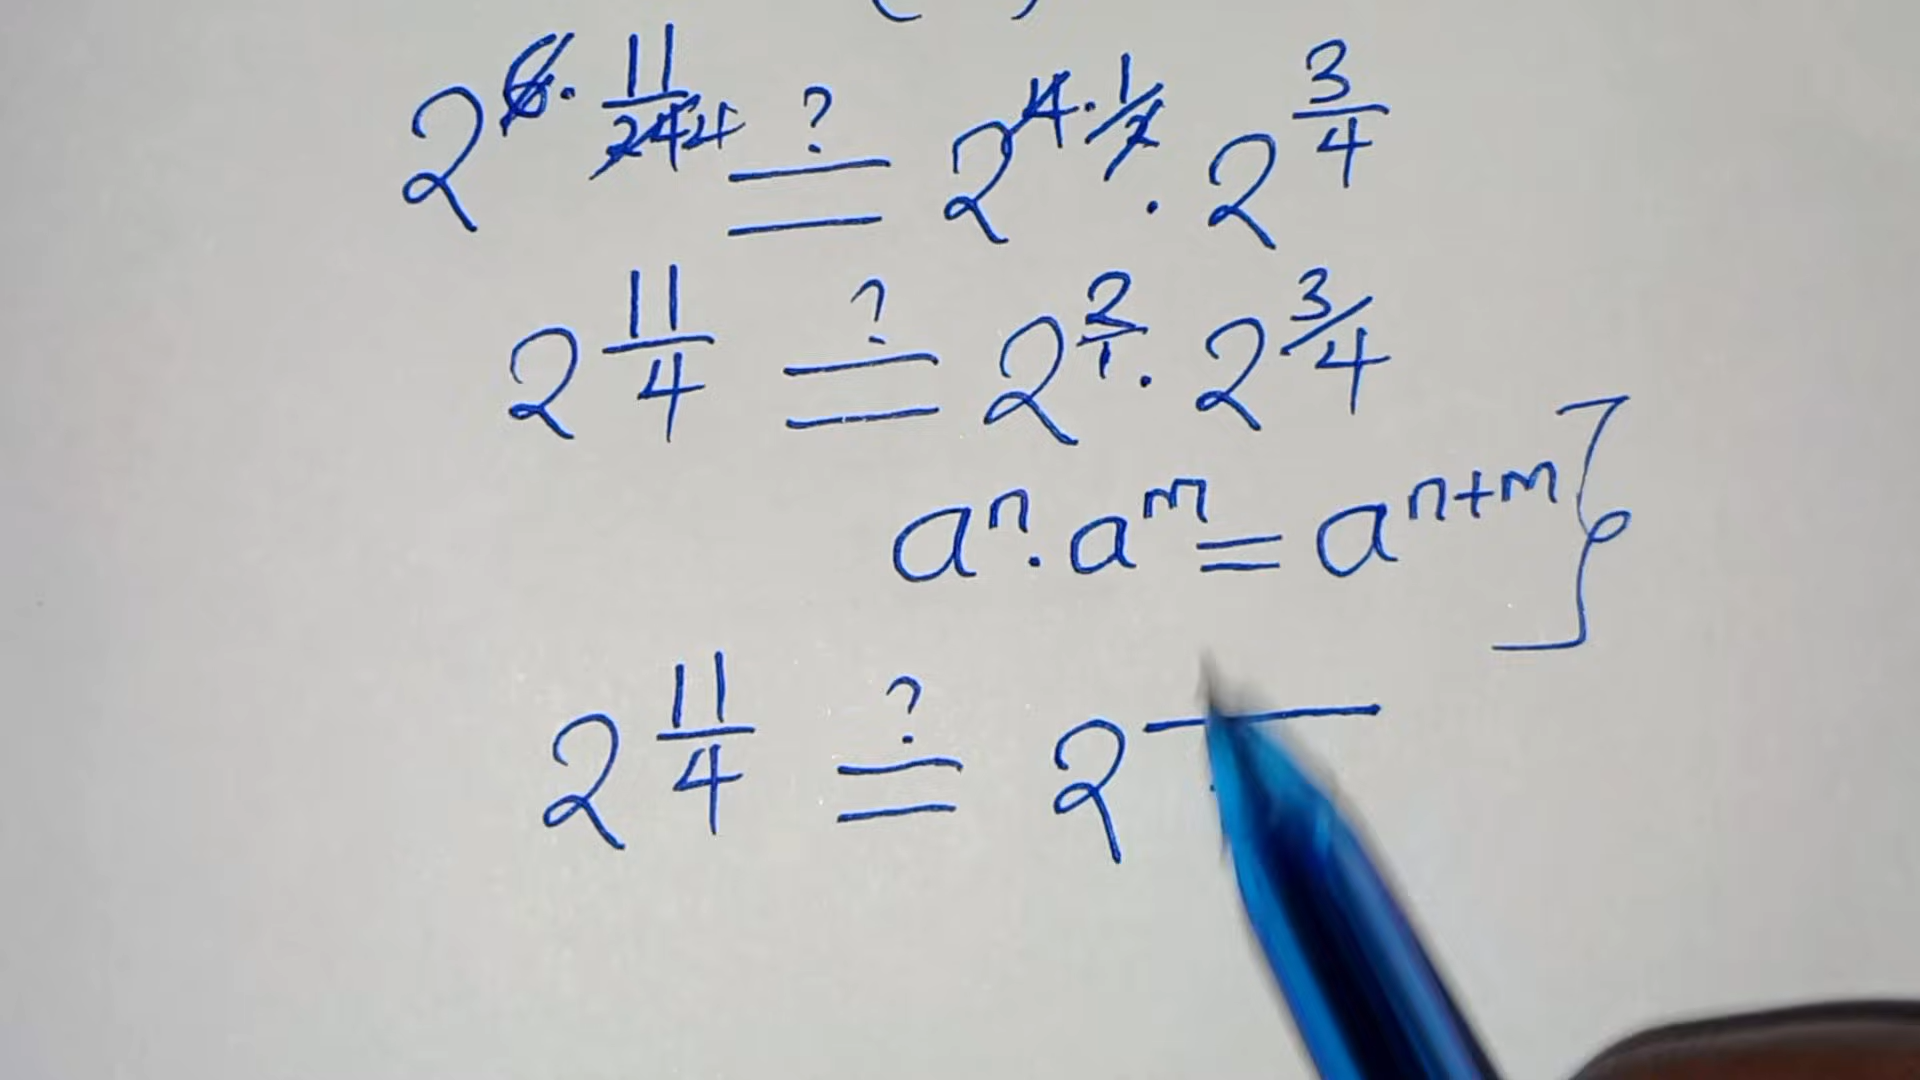 2^(6 · 11/24 4) ≟ 2^(4 · 1/2) · 2^(3/4)
2^(11/4) ≟ 2^(2/1) · 2^(3/4)
a^n · a^m = a^(n+m) }
2^(11/4) ≟ 2